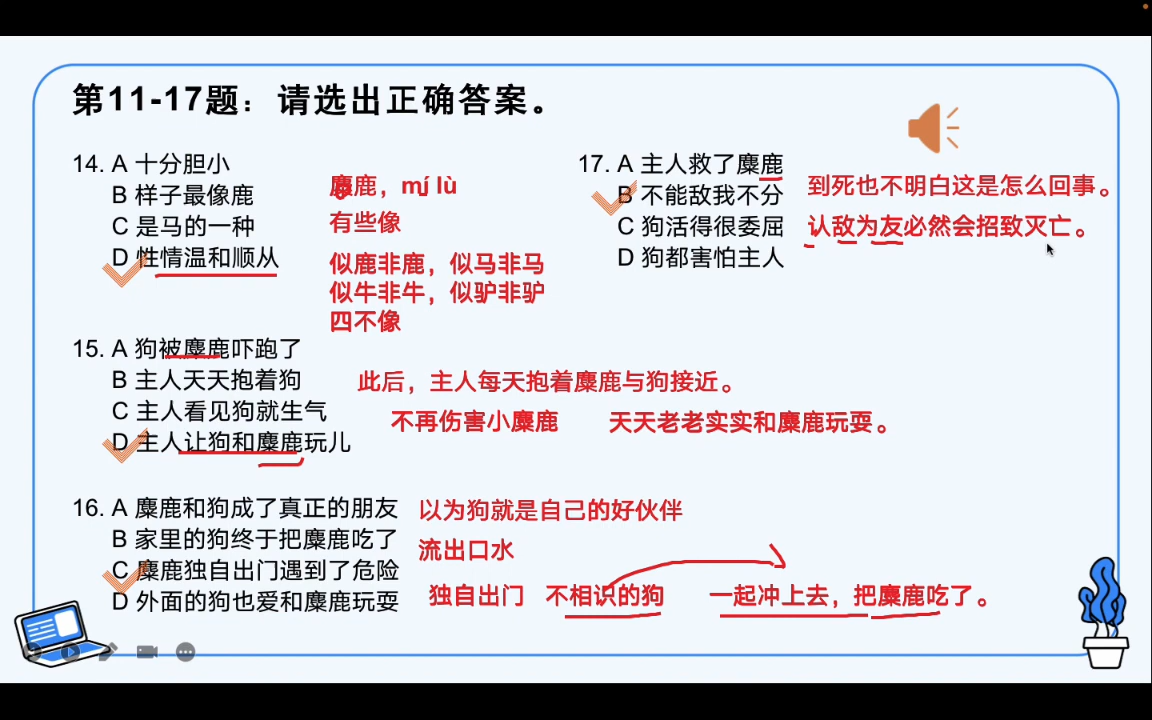 第11-17题：请选出正确答案。
14. A 十分胆小
B 样子最像鹿
C 是马的一种
D 性情温和顺从
麋鹿，mí lù
有些像
似鹿非鹿，似马非马
似牛非牛，似驴非驴
四不像
15. A 狗被麋鹿吓跑了
B 主人天天抱着狗
C 主人看见狗就生气
D 主人让狗和麋鹿玩儿
此后，主人每天抱着麋鹿与狗接近。
不再伤害小麋鹿 天天老老实实和麋鹿玩耍。
16. A 麋鹿和狗成了真正的朋友
B 家里的狗终于把麋鹿吃了
C 麋鹿独自出门遇到了危险
D 外面的狗也爱和麋鹿玩耍
以为狗就是自己的好伙伴
流出口水
独自出门 不相识的狗 一起冲上去，把麋鹿吃了。
17. A 主人救了麋鹿
B 不能敌我不分
C 狗活得很委屈
D 狗都害怕主人
到死也不明白这是怎么回事。
认敌为友必然会招致灭亡。